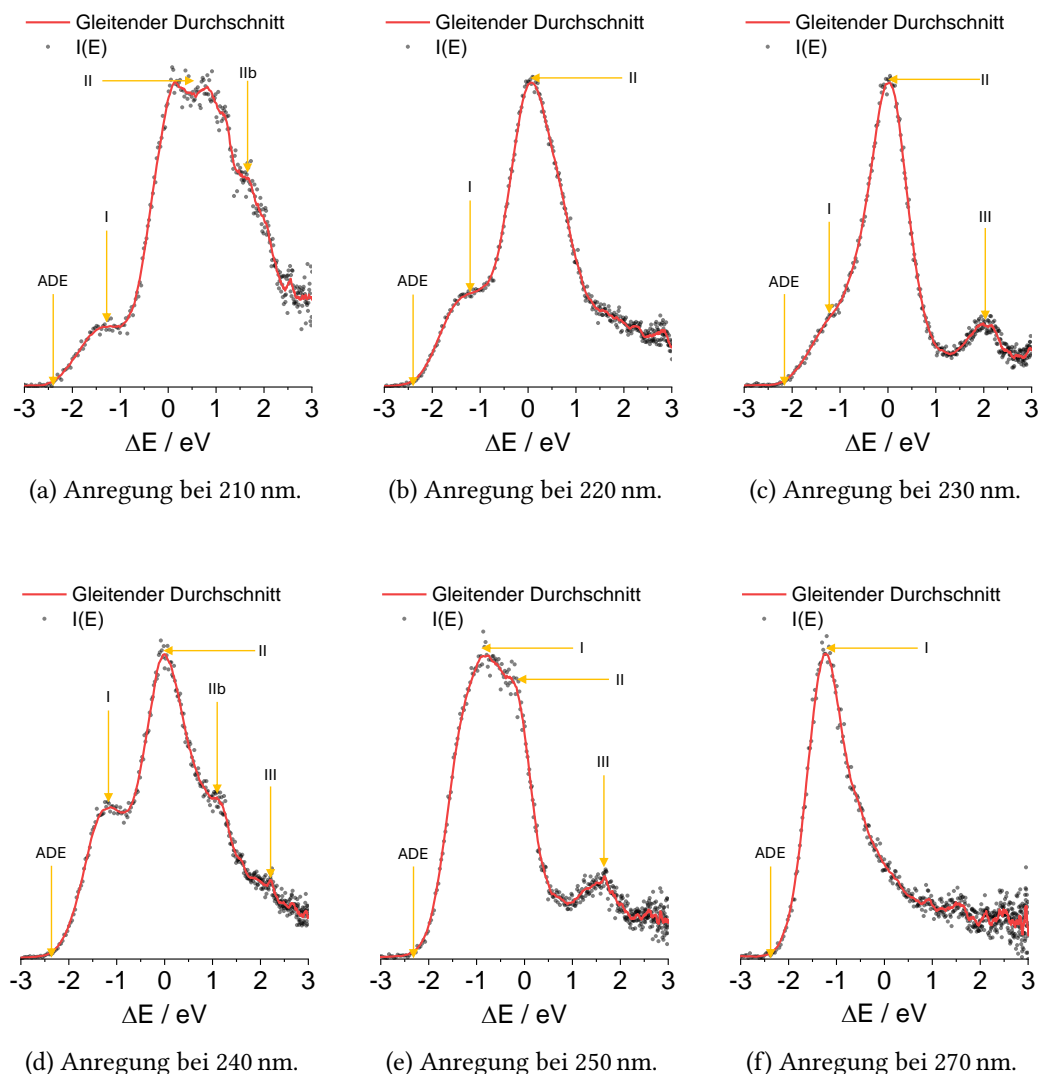 Gleitender Durchschnitt
I(E)
II
IIb
I
ADE
-3 -2 -1 0 1 2 3
ΔE / eV
(a) Anregung bei 210 nm.
Gleitender Durchschnitt
I(E)
II
I
ADE
-3 -2 -1 0 1 2 3
ΔE / eV
(b) Anregung bei 220 nm.
Gleitender Durchschnitt
I(E)
II
I
III
ADE
-3 -2 -1 0 1 2 3
ΔE / eV
(c) Anregung bei 230 nm.
Gleitender Durchschnitt
I(E)
II
I
IIb
III
ADE
-3 -2 -1 0 1 2 3
ΔE / eV
(d) Anregung bei 240 nm.
Gleitender Durchschnitt
I(E)
I
II
III
ADE
-3 -2 -1 0 1 2 3
ΔE / eV
(e) Anregung bei 250 nm.
Gleitender Durchschnitt
I(E)
I
ADE
-3 -2 -1 0 1 2 3
ΔE / eV
(f) Anregung bei 270 nm.